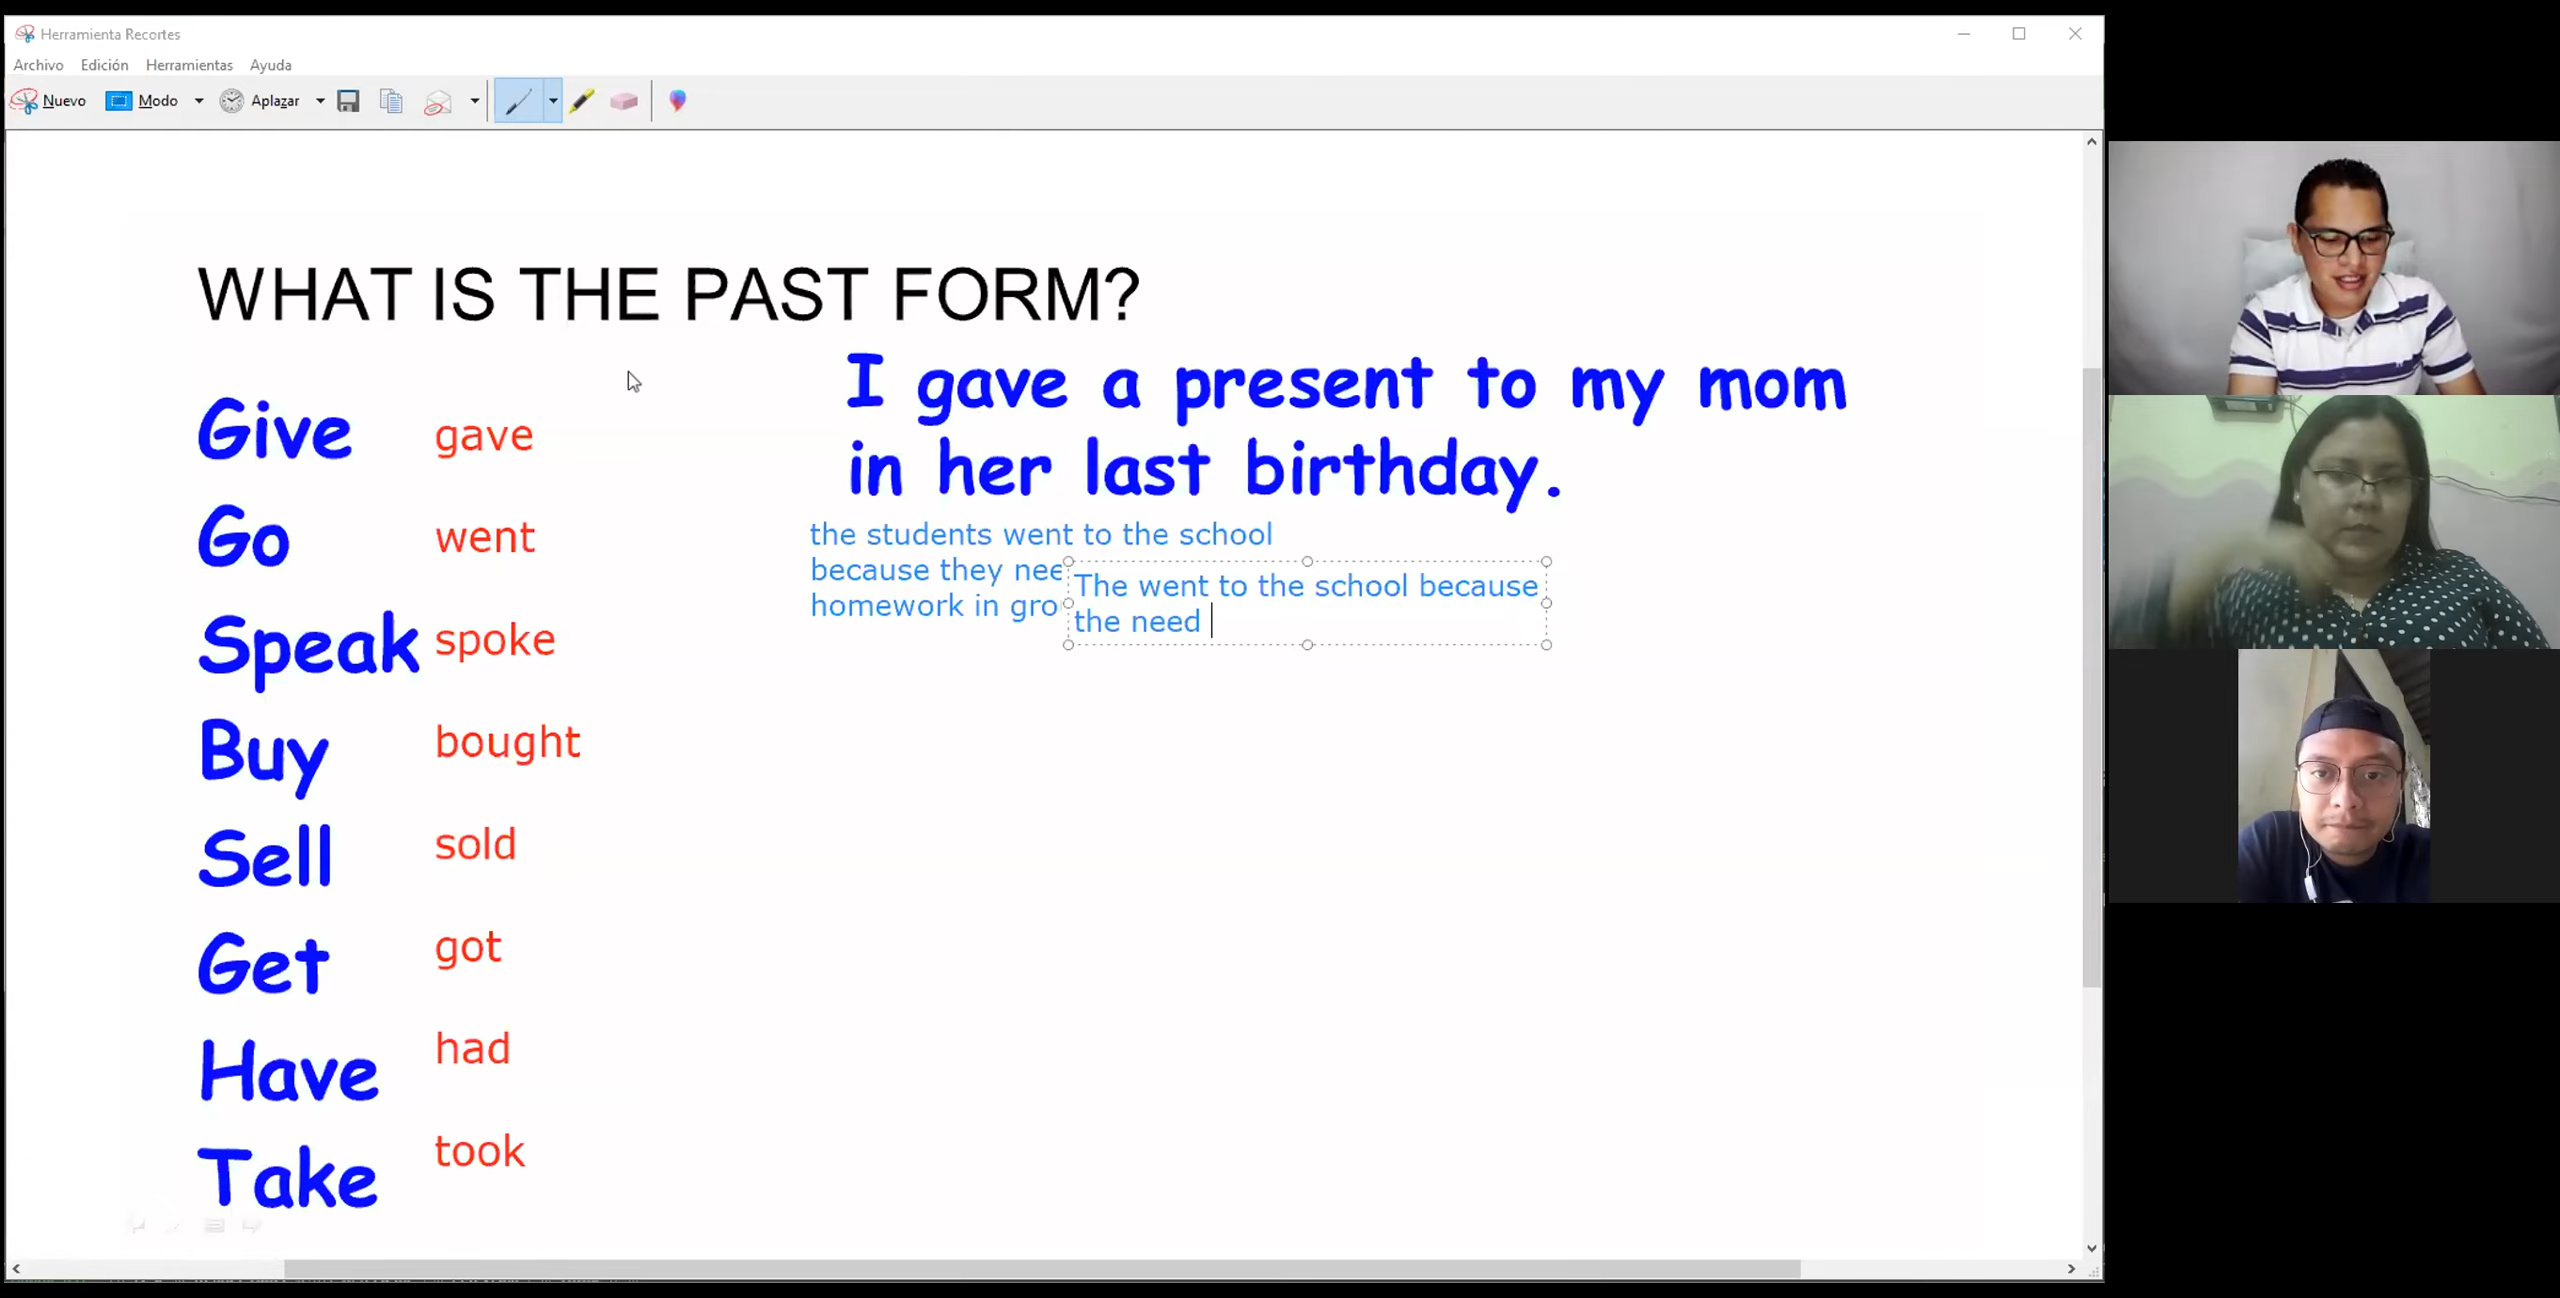 Herramienta Recortes
Archivo Edición Herramientas Ayuda
Nuevo Modo Aplazar
WHAT IS THE PAST FORM?
I gave a present to my mom
in her last birthday.
Give gave
Go went
Speak spoke
Buy bought
Sell sold
Get got
Have had
Take took
the students went to the school
because they nee
homework in gro
The went to the school because
the need